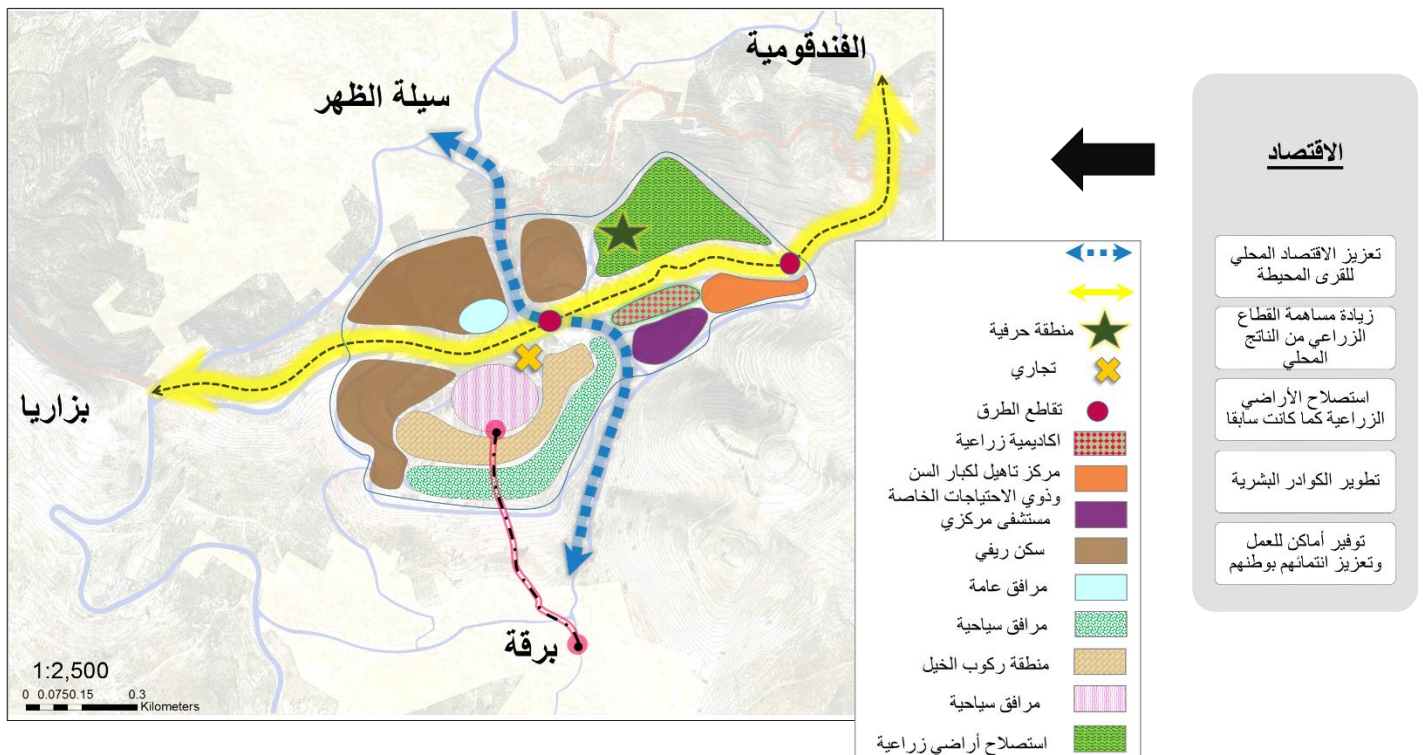 الفندقومية
سيلة الظهر
بزاريا
برقة
1:2,500
0 0.075 0.15 0.3
Kilometers
منطقة حرفية
تجاري
تقاطع الطرق
اكاديمية زراعية
مركز تاهيل لكبار السن
وذوي الاحتياجات الخاصة
مستشفى مركزي
سكن ريفي
مرافق عامة
مرافق سياحية
منطقة ركوب الخيل
مرافق سياحية
استصلاح أراضي زراعية
الاقتصاد
تعزيز الاقتصاد المحلي
للقرى المحيطة
زيادة مساهمة القطاع
الزراعي من الناتج
المحلي
استصلاح الأراضي
الزراعية كما كانت سابقا
تطوير الكوادر البشرية
توفير أماكن للعمل
وتعزيز انتمائهم بوطنهم